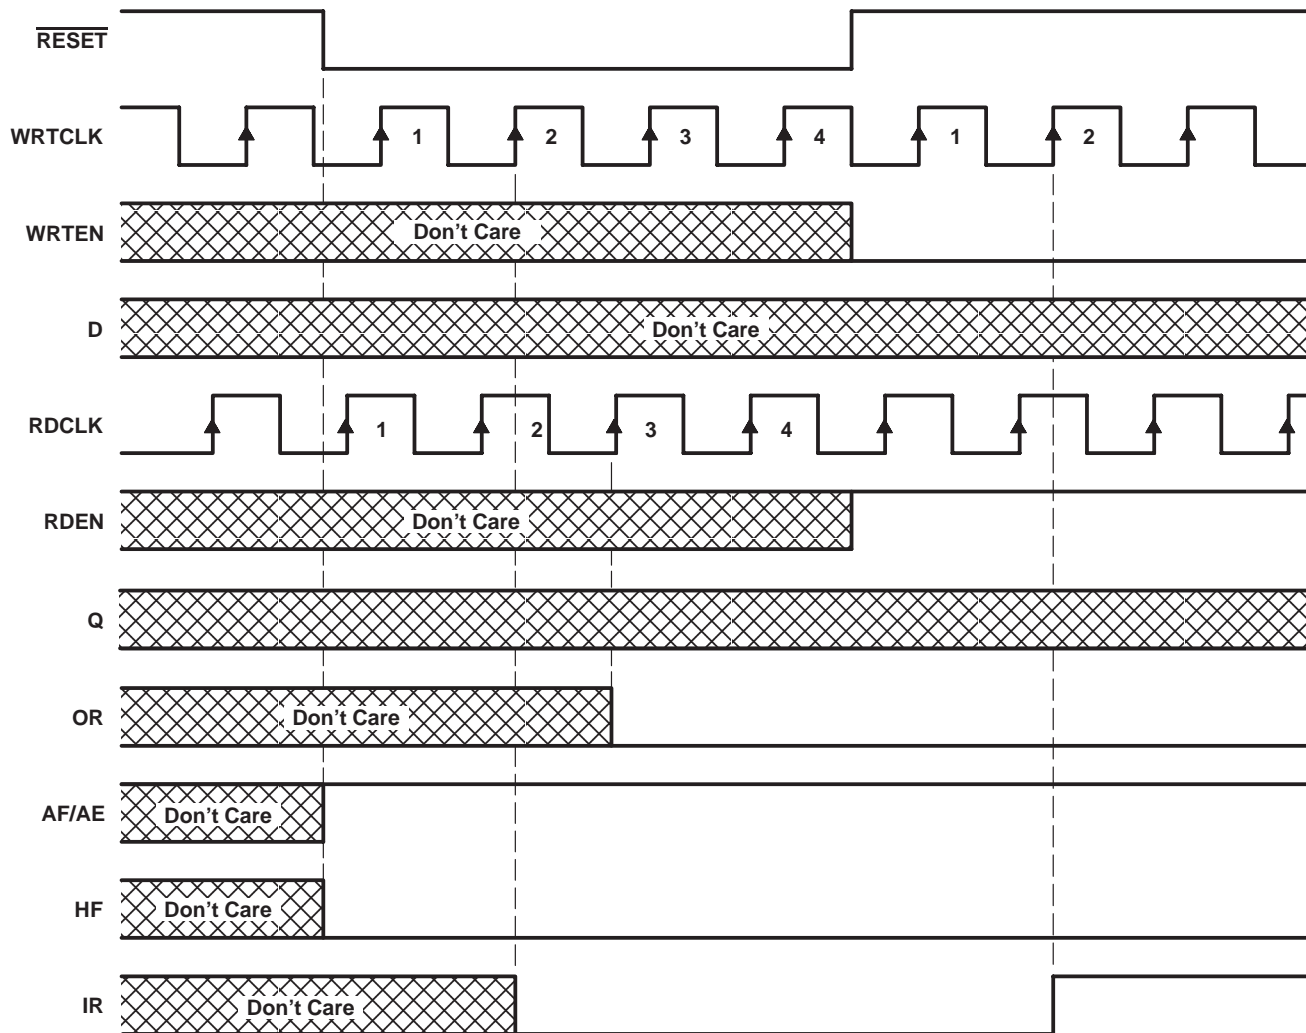 RESET
WRTCLK 1 2 3 4 1 2
WRTEN Don't Care
D Don't Care
RDCLK 1 2 3 4
RDEN Don't Care
Q
OR Don't Care
AF/AE Don't Care
HF Don't Care
IR Don't Care